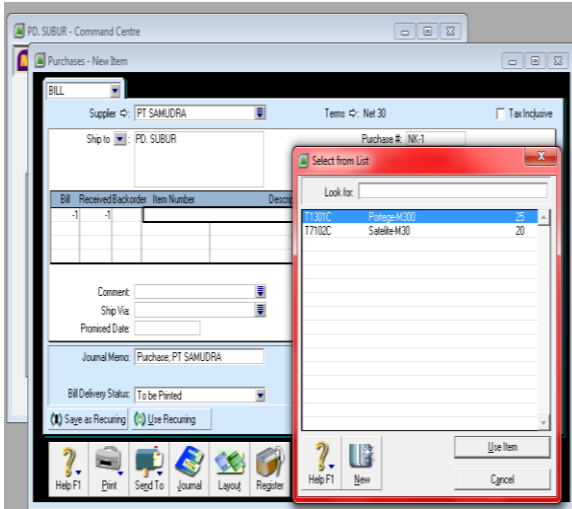 PD. SUBUR - Command Centre
Purchases - New Item
BILL
Supplier ⇨: PT SAMUDRA
Terms ⇨: Net 30
Tax Inclusive
Ship to : PD. SUBUR
Purchase #: NK-1
Select from List
Look for:
Bill Received Backorder Item Number
-1 -1
T1301C Portege-M300 25
T7102C Satelite-M30 20
Comment:
Ship Via:
Promised Date:
Journal Memo: Purchase; PT SAMUDRA
Bill Delivery Status: To be Printed
Save as Recurring Use Recurring
Use Item
Cancel
Help F1 New
Help F1 Print Send To Journal Layout Register